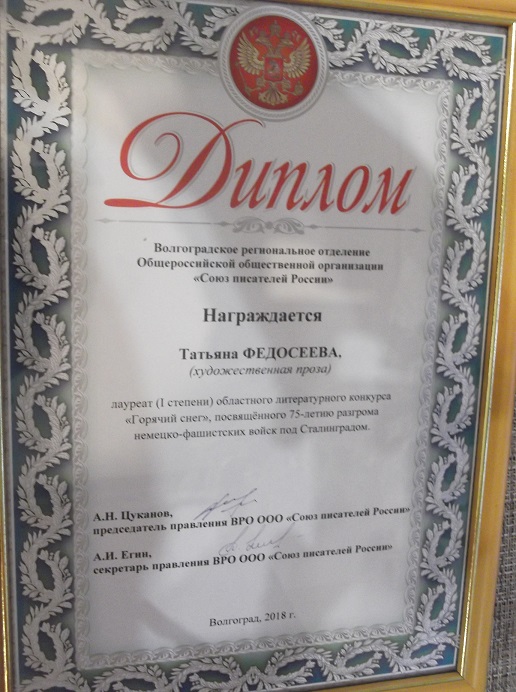 Диплом
Волгоградское региональное отделение
Общероссийской общественной организации
«Союз писателей России»
Награждается
Татьяна ФЕДОСЕЕВА,
(художественная проза)
лауреат (I степени) областного литературного конкурса
«Горячий снег», посвящённого 75-летию разгрома
немецко-фашистских войск под Сталинградом.
А.Н. Цуканов,
председатель правления ВРО ООО «Союз писателей России»
А.И. Егин,
секретарь правления ВРО ООО «Союз писателей России»
Волгоград, 2018 г.